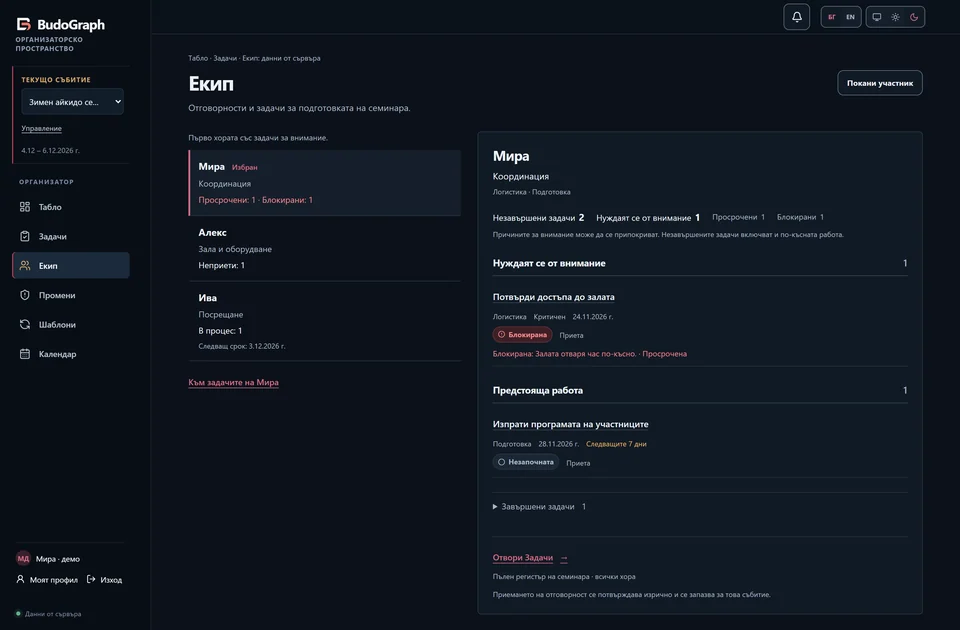 BudoGraph
ОРГАНИЗАТОРСКО
ПРОСТРАНСТВО
ТЕКУЩО СЪБИТИЕ
Зимен айкидо се...
Управление
4.12 – 6.12.2026 г.
ОРГАНИЗАТОР
Табло
Задачи
Екип
Промени
Шаблони
Календар
МД Мира · демо
Моят профил Изход
Данни от сървъра
БГ EN
Табло · Задачи · Екип: данни от сървъра
Екип
Отговорности и задачи за подготовката на семинара.
Покани участник
Първо хората със задачи за внимание.
Мира Избран
Координация
Просрочени: 1 · Блокирани: 1
Алекс
Зала и оборудване
Неприети: 1
Ива
Посрещане
В процес: 1
Следващ срок: 3.12.2026 г.
Към задачите на Мира
Мира
Координация
Логистика · Подготовка
Незавършени задачи 2 Нуждаят се от внимание 1 Просрочени 1 Блокирани 1
Причините за внимание може да се припокриват. Незавършените задачи включват и по-късната работа.
Нуждаят се от внимание 1
Потвърди достъпа до залата
Логистика Критичен 24.11.2026 г.
Блокирана Приета
Блокирана: Залата отваря час по-късно. · Просрочена
Предстояща работа 1
Изпрати програмата на участниците
Подготовка 28.11.2026 г. Следващите 7 дни
Незапочната Приета
Завършени задачи 1
Отвори Задачи →
Пълен регистър на семинара · всички хора
Приемането на отговорност се потвърждава изрично и се запазва за това събитие.